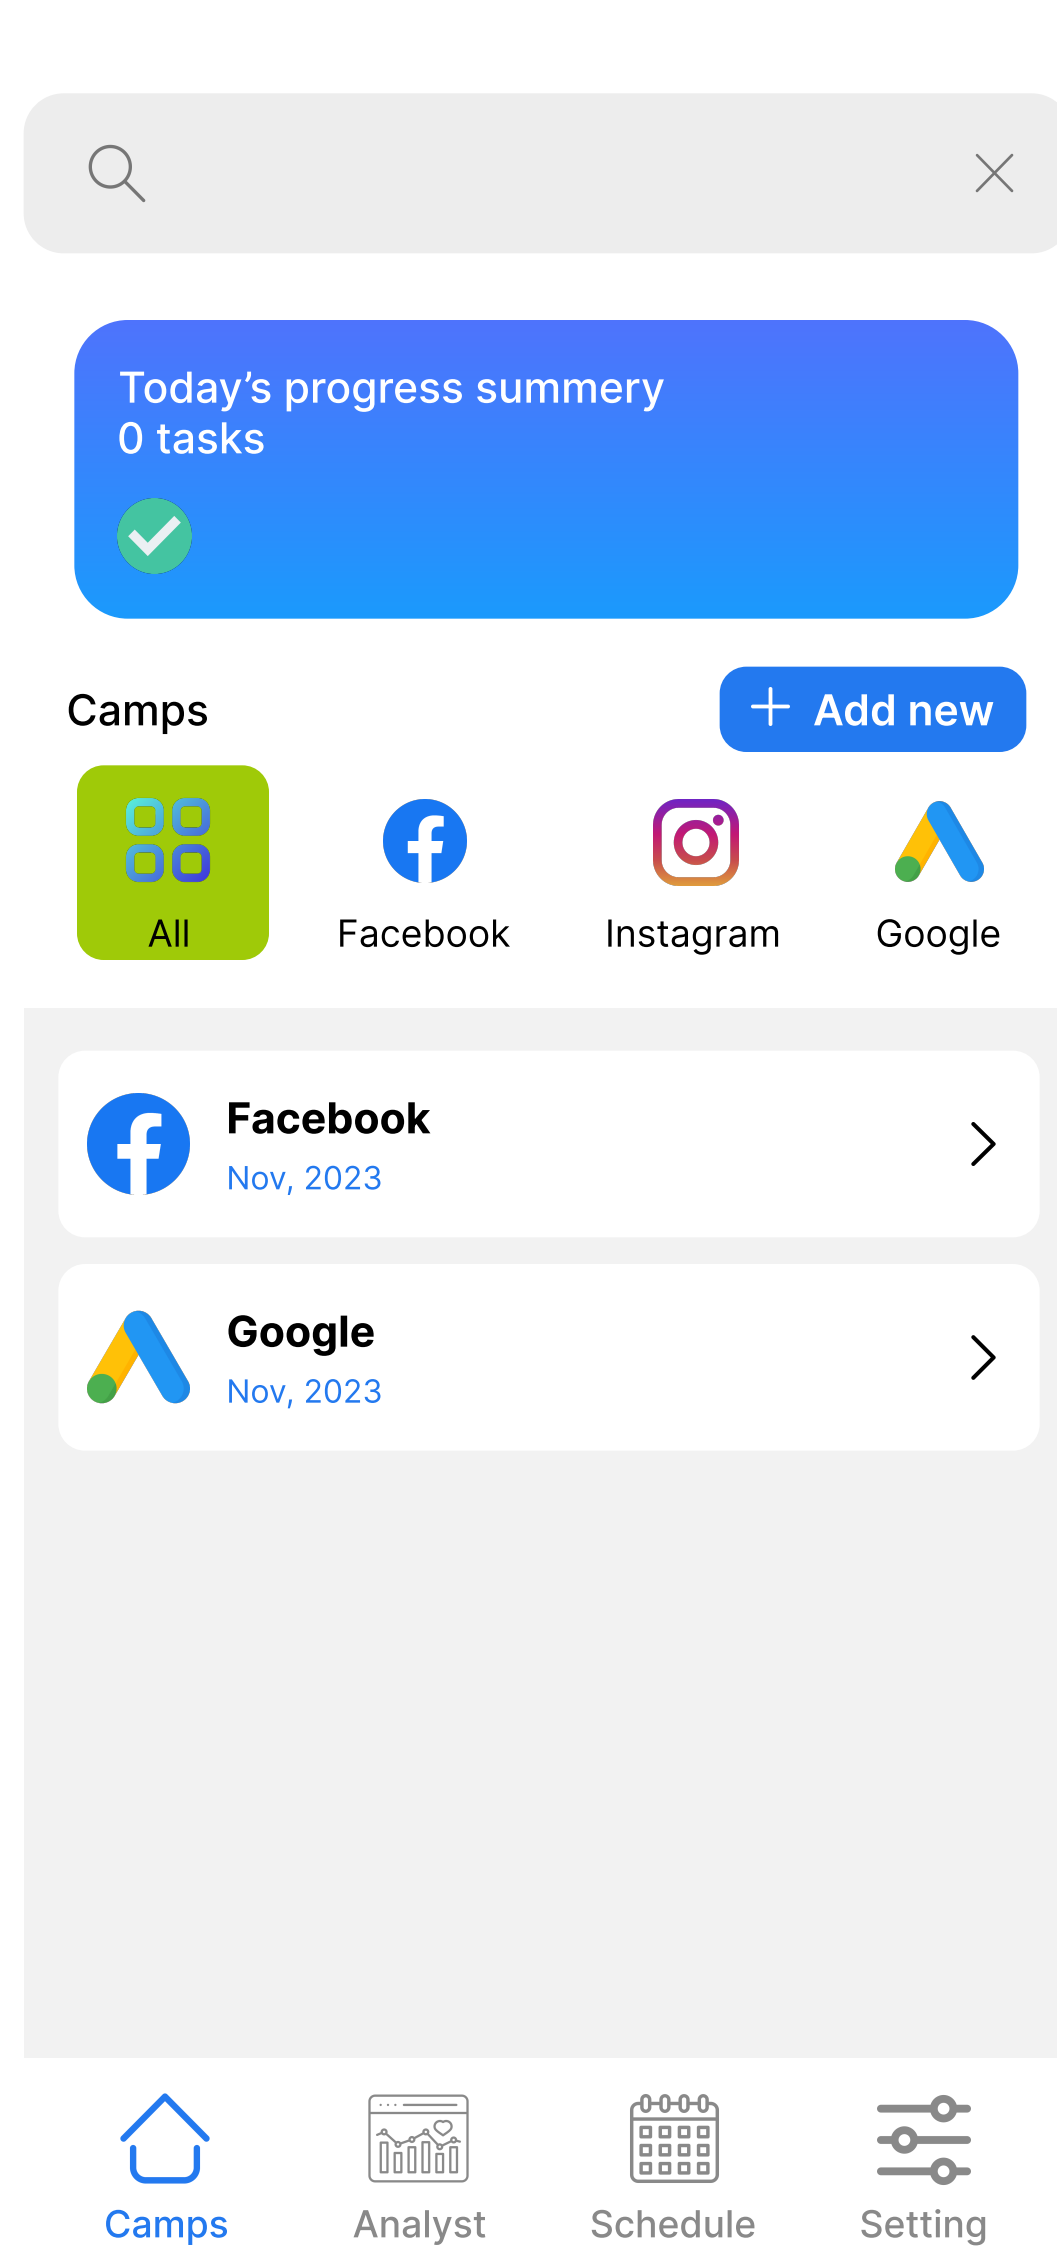 Today’s progress summery
0 tasks
Camps
Add new
All
Facebook
Instagram
Google
Facebook
Nov, 2023
Google
Nov, 2023
Camps
Analyst
Schedule
Setting